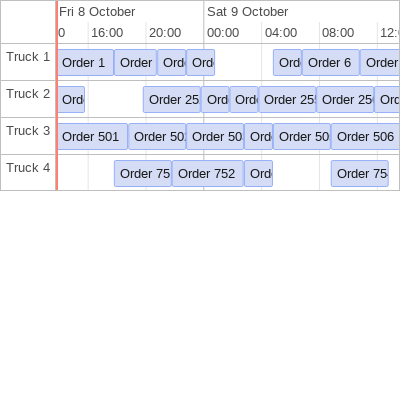 Fri 8 October Sat 9 October
0 16:00 20:00 00:00 04:00 08:00 12:
Truck 1 Order 1 Order Ord Ord Ord Order 6 Order
Truck 2 Ord Order 25 Ord Ord Order 25 Order 25 Ord
Truck 3 Order 501 Order 50 Order 50 Ord Order 50 Order 506
Truck 4 Order 75 Order 752 Ord Order 75